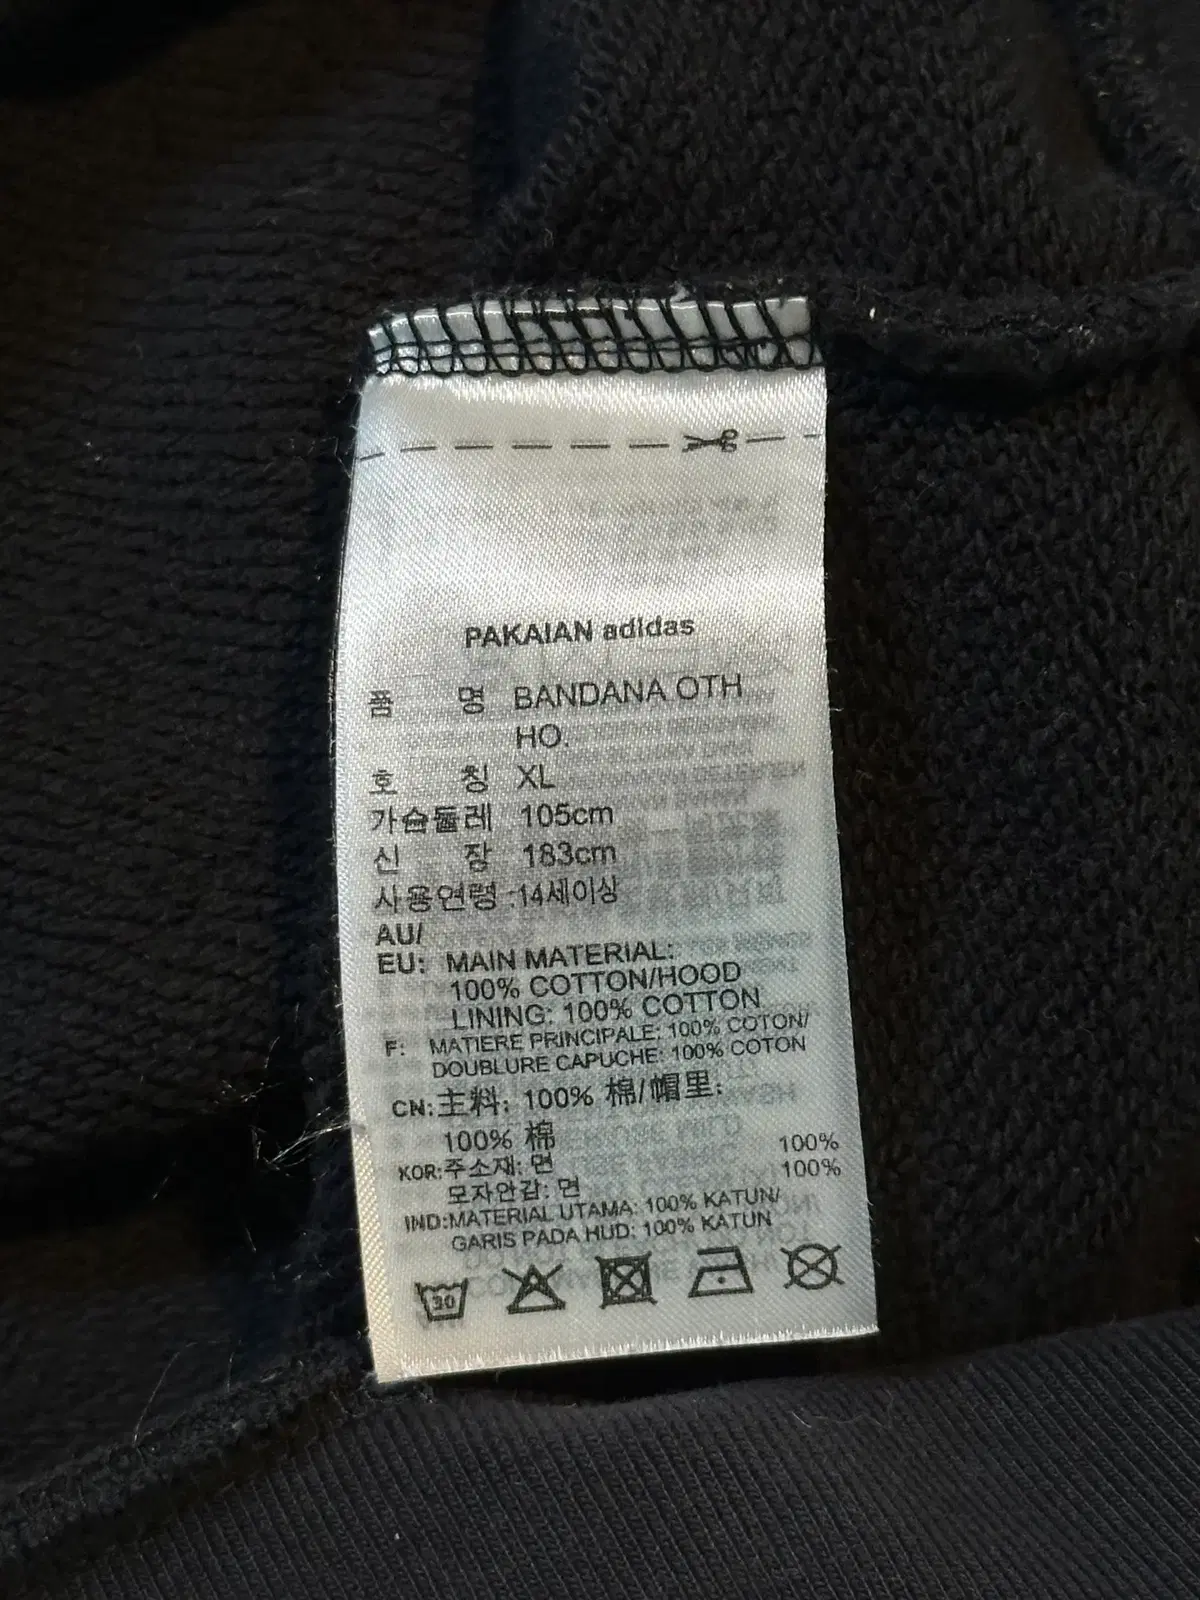 PAKAIAN adidas
품 명 BANDANA OTH
HO.
호 칭 XL
가슴둘레 105cm
신 장 183cm
사용연령 :14세이상
AU/
EU: MAIN MATERIAL:
100% COTTON/HOOD
LINING: 100% COTTON
F: MATIERE PRINCIPALE: 100% COTON/
DOUBLURE CAPUCHE: 100% COTON
CN:主料: 100% 棉/帽里:
100% 棉
KOR:주소재: 면 100%
모자안감: 면 100%
IND:MATERIAL UTAMA: 100% KATUN/
GARIS PADA HUD: 100% KATUN
30